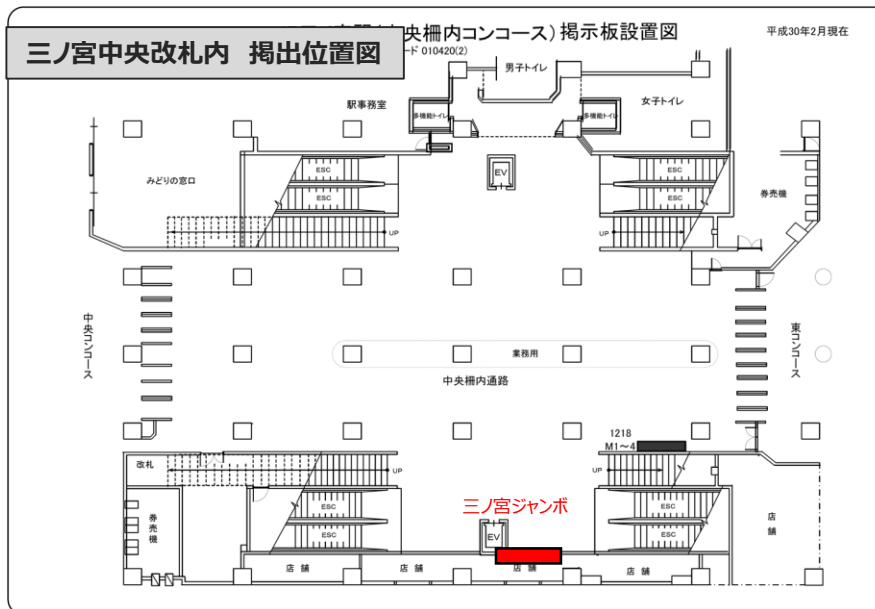 央柵内コンコース) 掲示板設置図
平成30年2月現在
三ノ宮中央改札内 掲出位置図
ード 010420(2)
男子トイレ
駅事務室
女子トイレ
多機能トイレ
多機能トイレ
みどりの窓口
ESC
ESC
EV
ESC
ESC
券売機
UP
UP
中央コンコース
東コンコース
業務用
中央柵内通路
1218
M1~4
改札
UP
UP
三ノ宮ジャンボ
ESC
ESC
EV
ESC
ESC
券売機
店舗
店 舗
店 舗
店 舗
店 舗